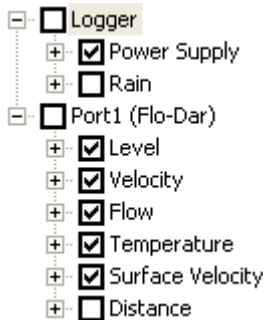 Logger
Power Supply
Rain
Port1 (Flo-Dar)
Level
Velocity
Flow
Temperature
Surface Velocity
Distance